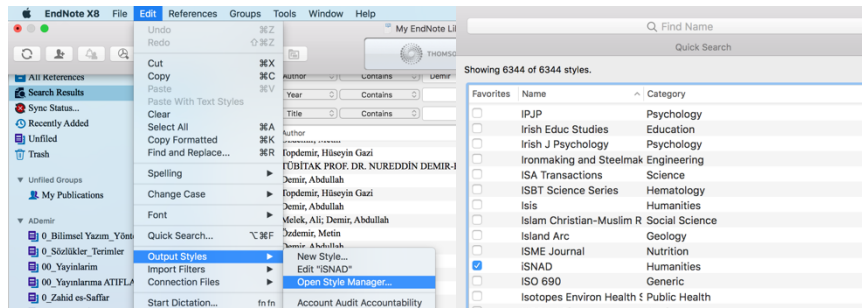 EndNote X8 File Edit References Groups Tools Window Help
My EndNote Li
THOMSO
All References
Search Results
Sync Status...
Recently Added
Unfiled
Trash
Unfiled Groups
My Publications
ADemir
0_Bilimsel Yazım_Yönte
0_Sözlükler_Terimler
00_Yayinlarim
00_Yayınlarıma ATIFLA
0_Zahid es-Saffar
Undo ⌘Z
Redo ⇧⌘Z
Cut ⌘X
Copy ⌘C
Paste ⌘V
Paste With Text Styles
Clear
Select All ⌘A
Copy Formatted ⌘K
Find and Replace... ⌘R
Spelling
Change Case
Font
Quick Search... ⌥⌘F
Output Styles
Import Filters
Connection Files
Start Dictation... fn fn
New Style...
Edit "iSNAD"
Open Style Manager...
Account Audit Accountability
Author Contains Demir
Year Contains
Title Contains
Author
Topdemir, Hüseyin Gazi
TÜBİTAK PROF. DR. NUREDDİN DEMIR-
Demir, Abdullah
Topdemir, Hüseyin Gazi
Demir, Abdullah
Melek, Ali; Demir, Abdullah
Özdemir, Metin
Demir, Abdullah
Find Name
Quick Search
Showing 6344 of 6344 styles.
Favorites Name Category
IPJP Psychology
Irish Educ Studies Education
Irish J Psychology Psychology
Ironmaking and Steelmak Engineering
ISA Transactions Science
ISBT Science Series Hematology
Isis Humanities
Islam Christian-Muslim R Social Science
Island Arc Geology
ISME Journal Nutrition
iSNAD Humanities
ISO 690 Generic
Isotopes Environ Health S Public Health